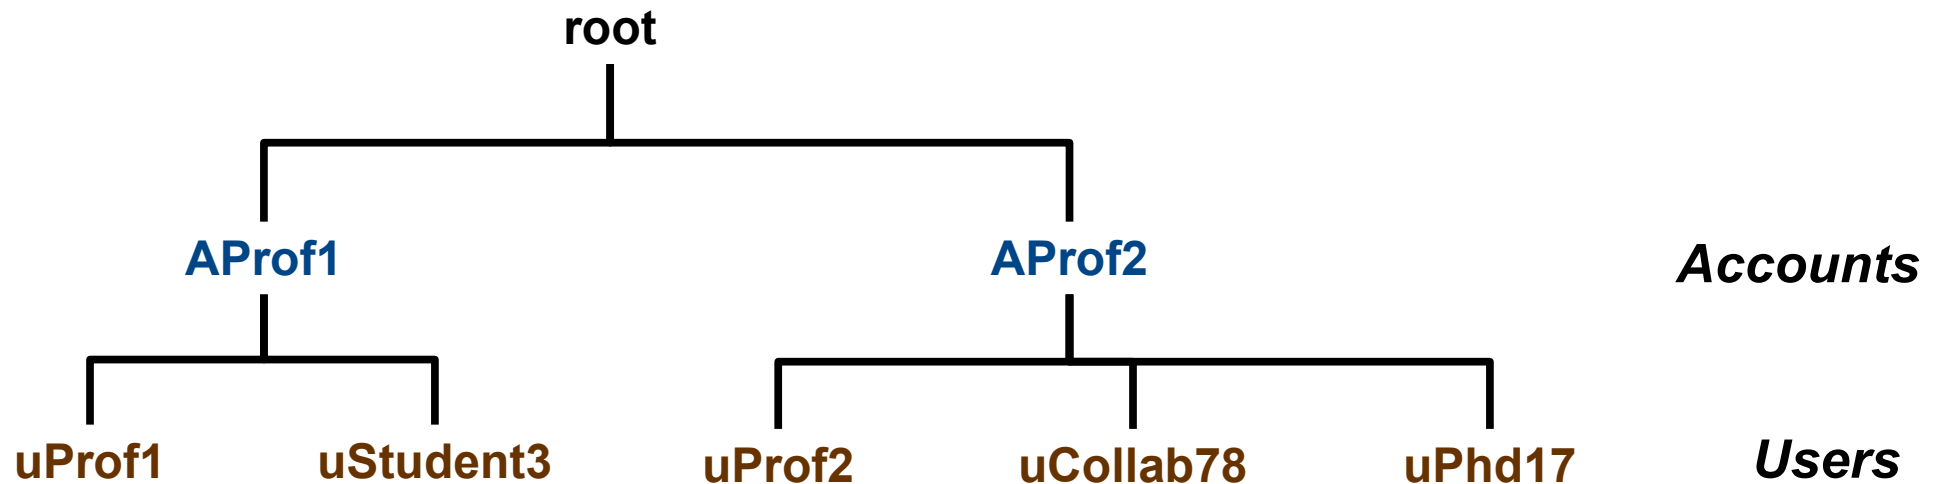 root
AProf1 AProf2 Accounts
uProf1 uStudent3 uProf2 uCollab78 uPhd17 Users